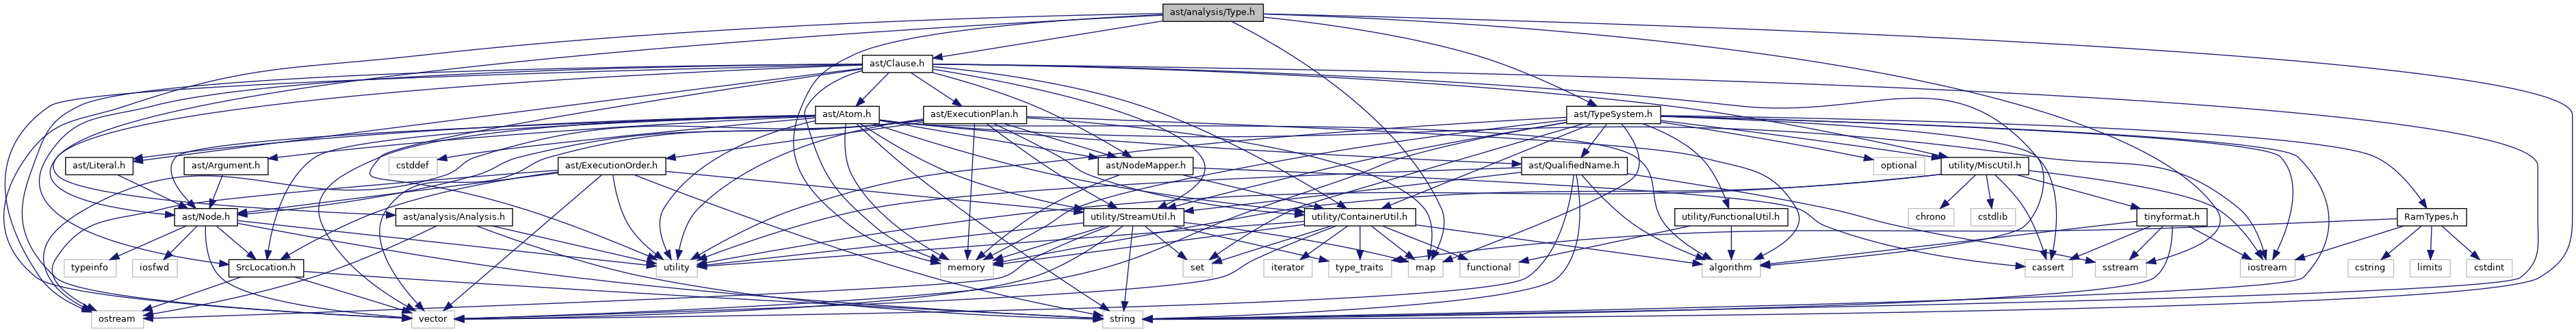 ast/analysis/Type.h
ast/Clause.h
ast/Atom.h
ast/ExecutionPlan.h
ast/TypeSystem.h
ast/Literal.h
ast/Argument.h
cstddef
ast/ExecutionOrder.h
ast/NodeMapper.h
ast/QualifiedName.h
optional
utility/MiscUtil.h
ast/Node.h
ast/analysis/Analysis.h
utility/StreamUtil.h
utility/ContainerUtil.h
utility/FunctionalUtil.h
chrono
cstdlib
tinyformat.h
RamTypes.h
typeinfo
iosfwd
SrcLocation.h
utility
memory
set
iterator
type_traits
map
functional
algorithm
cassert
sstream
iostream
cstring
limits
cstdint
ostream
vector
string